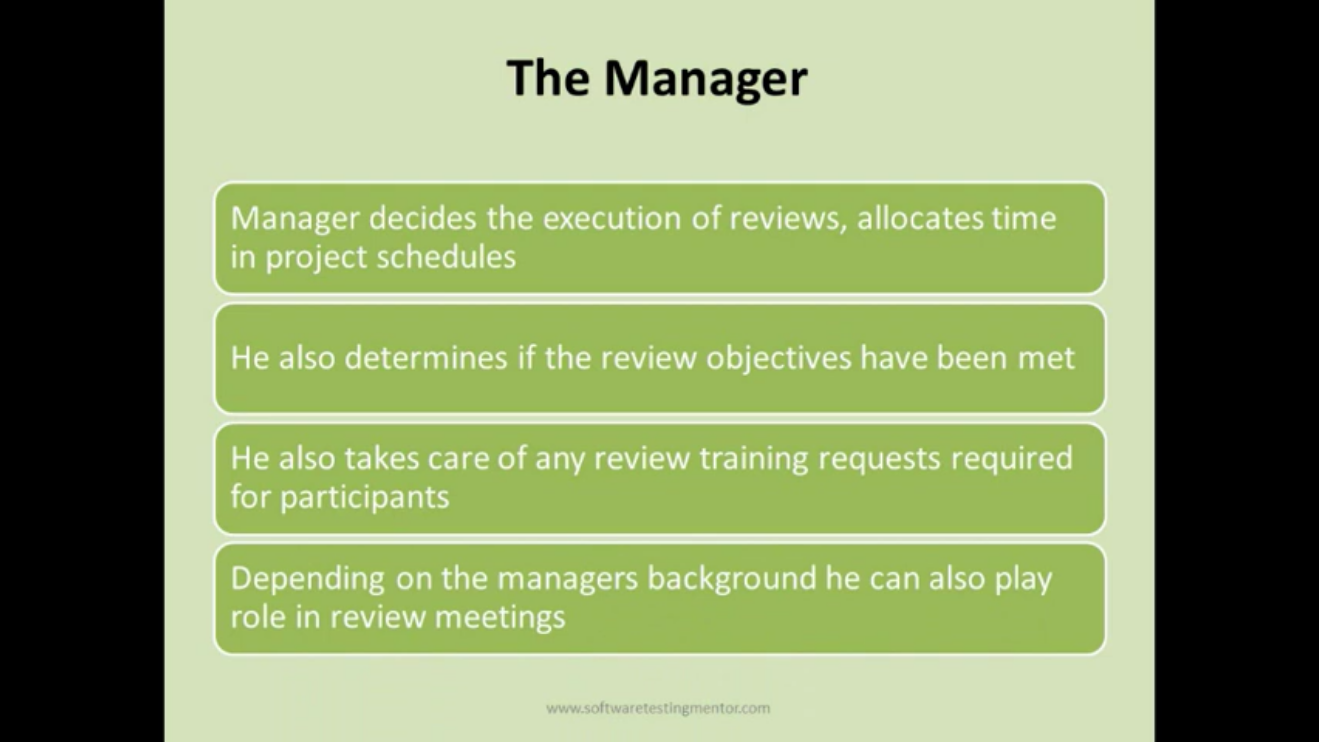 The Manager
Manager decides the execution of reviews, allocates time
in project schedules
He also determines if the review objectives have been met
He also takes care of any review training requests required
for participants
Depending on the managers background he can also play
role in review meetings
www.softwaretestingmentor.com